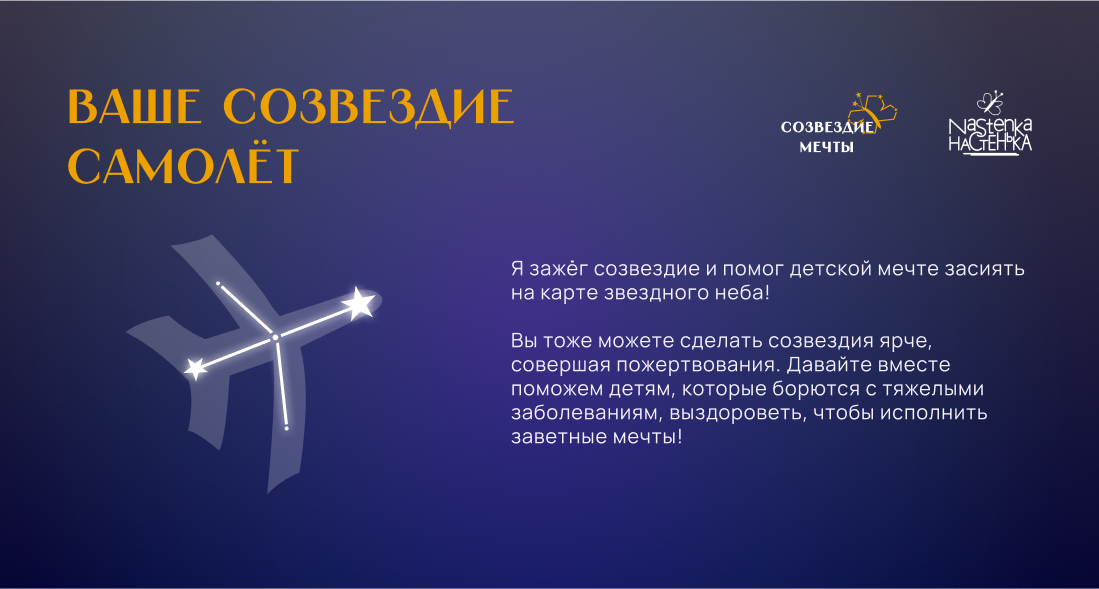 ВАШЕ СОЗВЕЗДИЕ
САМОЛЁТ
СОЗВЕЗДИЕ
МЕЧТЫ
Nastenka
НАСТЕНЬКА
Я зажёг созвездие и помог детской мечте засиять
на карте звездного неба!
Вы тоже можете сделать созвездия ярче,
совершая пожертвования. Давайте вместе
поможем детям, которые борются с тяжелыми
заболеваниям, выздороветь, чтобы исполнить
заветные мечты!